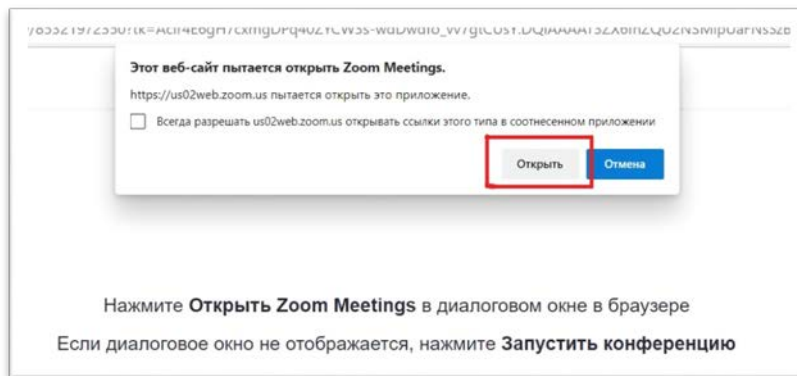 Этот веб-сайт пытается открыть Zoom Meetings.
https://us02web.zoom.us пытается открыть это приложение.
Всегда разрешать us02web.zoom.us открывать ссылки этого типа в соотнесенном приложении
Открыть Отмена
Нажмите Открыть Zoom Meetings в диалоговом окне в браузере
Если диалоговое окно не отображается, нажмите Запустить конференцию